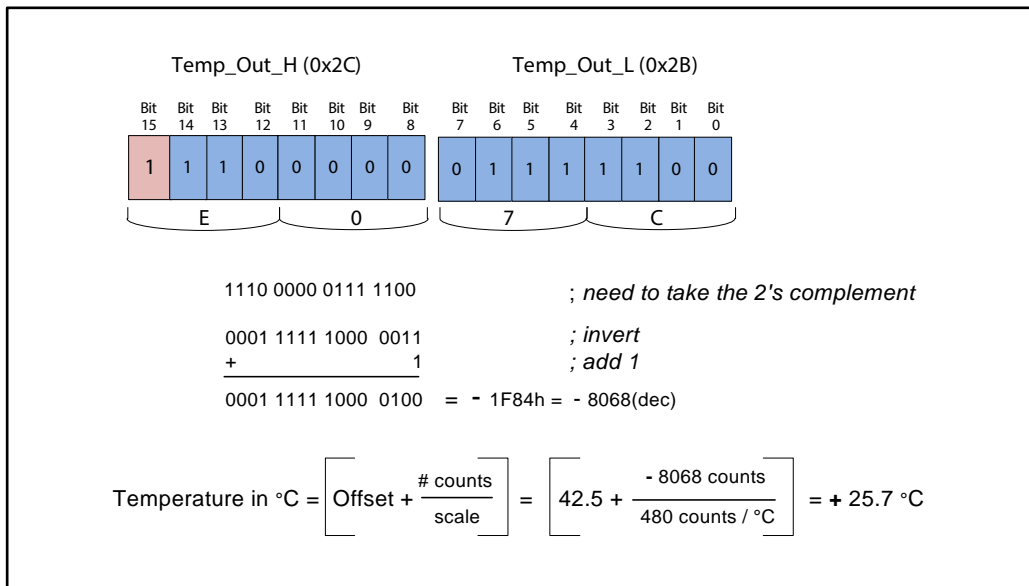 Temp_Out_H (0x2C) Temp_Out_L (0x2B)
Bit 15 Bit 14 Bit 13 Bit 12 Bit 11 Bit 10 Bit 9 Bit 8 Bit 7 Bit 6 Bit 5 Bit 4 Bit 3 Bit 2 Bit 1 Bit 0
1 1 1 0 0 0 0 0 0 1 1 1 1 1 0 0
E 0 7 C
1110 0000 0111 1100 ; need to take the 2's complement
0001 1111 1000 0011 ; invert
+ 1 ; add 1
0001 1111 1000 0100 = - 1F84h = - 8068(dec)
Temperature in °C = [ Offset + # counts / scale ] = [ 42.5 + - 8068 counts / 480 counts / °C ] = + 25.7 °C